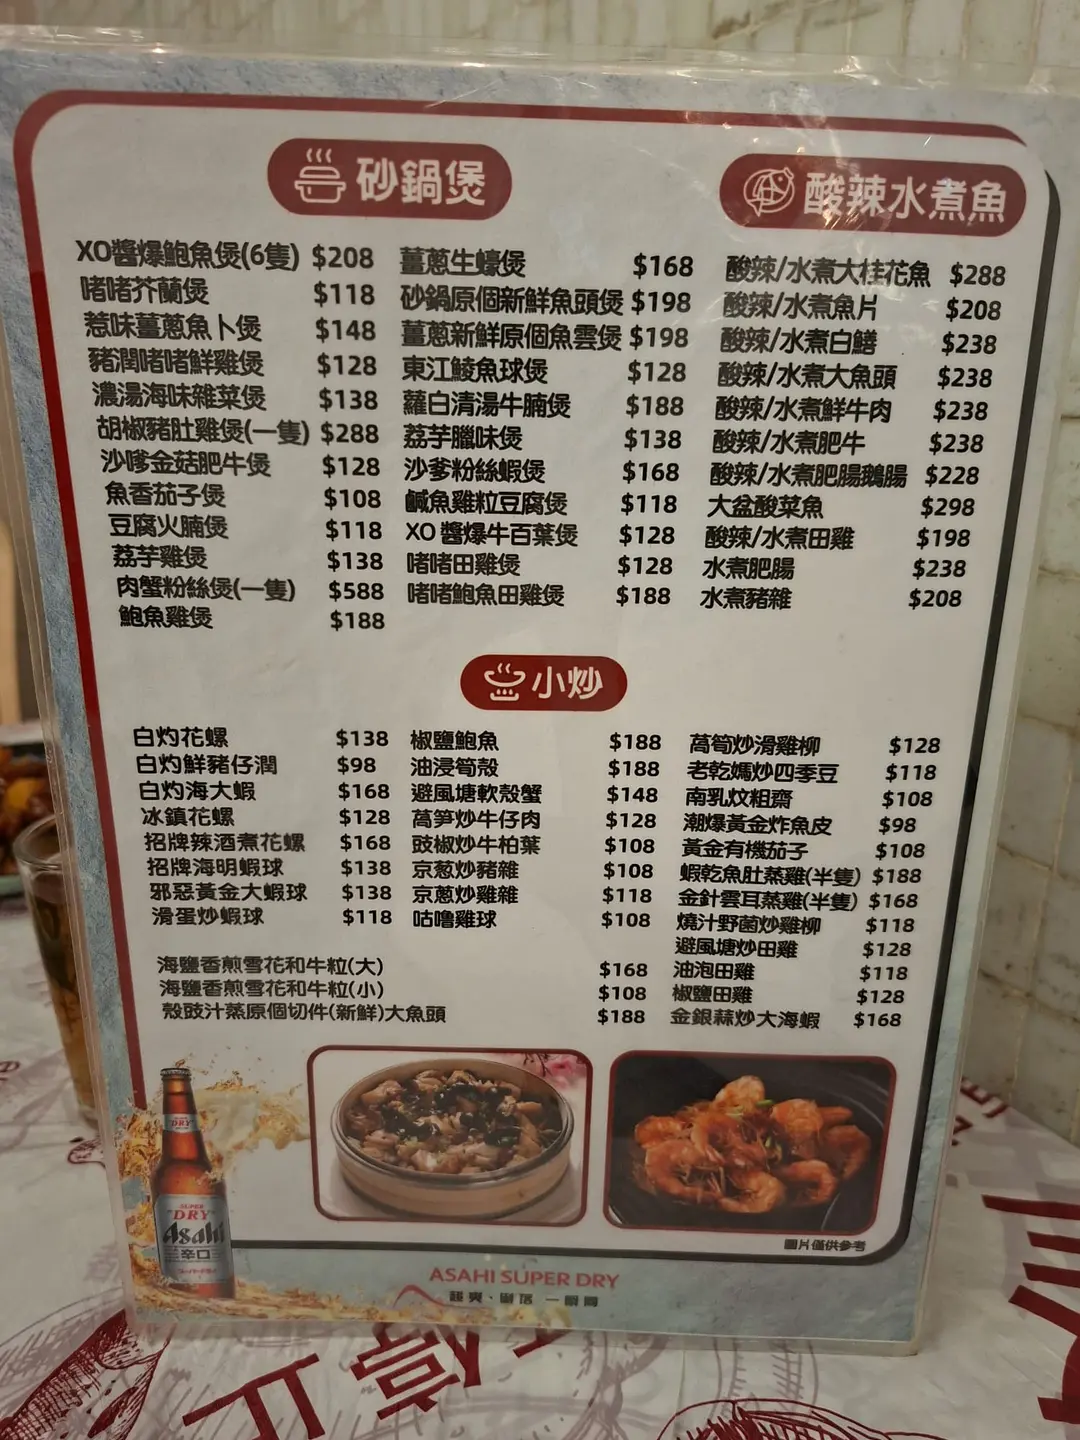 砂鍋煲
XO醬爆鮑魚煲(6隻) $208
啫啫芥蘭煲 $118
惹味薑蔥魚卜煲 $148
豬潤啫啫鮮雞煲 $128
濃湯海味雜菜煲 $138
胡椒豬肚雞煲(一隻) $288
沙嗲金菇肥牛煲 $128
魚香茄子煲 $108
豆腐火腩煲 $118
荔芋雞煲 $138
肉蟹粉絲煲(一隻) $588
鮑魚雞煲 $188
薑蔥生蠔煲 $168
砂鍋原個新鮮魚頭煲 $198
薑蔥新鮮原個魚雲煲 $198
東江鯪魚球煲 $128
蘿白清湯牛腩煲 $188
荔芋臘味煲 $138
沙爹粉絲蝦煲 $168
鹹魚雞粒豆腐煲 $118
XO 醬爆牛百葉煲 $128
啫啫田雞煲 $128
啫啫鮑魚田雞煲 $188
酸辣水煮魚
酸辣/水煮大桂花魚 $288
酸辣/水煮魚片 $208
酸辣/水煮白鱔 $238
酸辣/水煮大魚頭 $238
酸辣/水煮鮮牛肉 $238
酸辣/水煮肥牛 $238
酸辣/水煮肥腸鵝腸 $228
大盆酸菜魚 $298
酸辣/水煮田雞 $198
水煮肥腸 $238
水煮豬雜 $208
小炒
白灼花螺 $138
白灼鮮豬仔潤 $98
白灼海大蝦 $168
冰鎮花螺 $128
招牌辣酒煮花螺 $168
招牌海明蝦球 $138
邪惡黃金大蝦球 $138
滑蛋炒蝦球 $118
椒鹽鮑魚 $188
油浸筍殼 $188
避風塘軟殼蟹 $148
萵筍炒牛仔肉 $128
豉椒炒牛柏葉 $108
京蔥炒豬雜 $108
京蔥炒雞雜 $118
咕嚕雞球 $108
海鹽香煎雪花和牛粒(大) $168
海鹽香煎雪花和牛粒(小) $108
殼豉汁蒸原個切件(新鮮)大魚頭 $188
萵筍炒滑雞柳 $128
老乾媽炒四季豆 $118
南乳炆粗齋 $108
潮爆黃金炸魚皮 $98
黃金有機茄子 $108
蝦乾魚肚蒸雞(半隻) $188
金針雲耳蒸雞(半隻) $168
燒汁野菌炒雞柳 $118
避風塘炒田雞 $128
油泡田雞 $118
椒鹽田雞 $128
金銀蒜炒大海蝦 $168
DRY
SUPER
"DRY"
Asahi
辛口
圖片僅供參考
ASAHI SUPER DRY